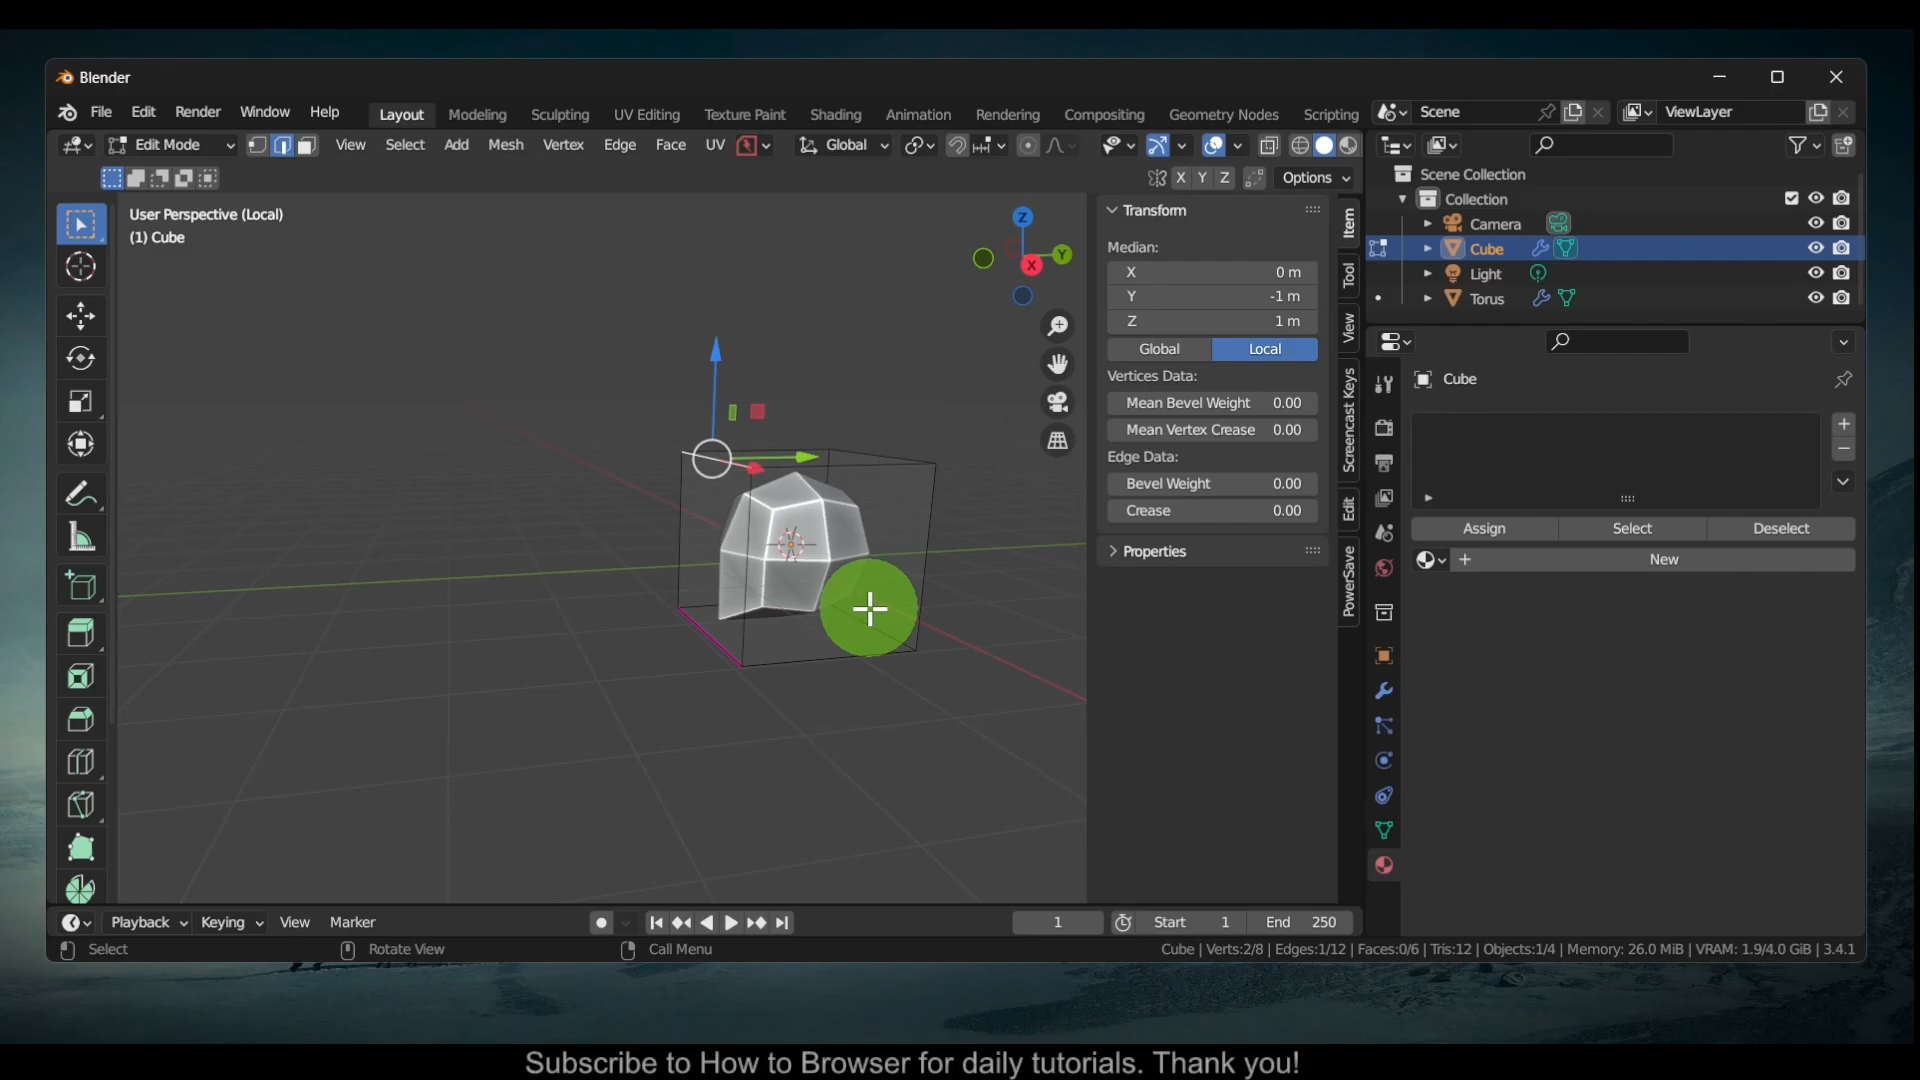 Blender
File Edit Render Window Help Layout Modeling Sculpting UV Editing Texture Paint Shading Animation Rendering Compositing Geometry Nodes Scripting Scene ViewLayer
Edit Mode View Select Add Mesh Vertex Edge Face UV Global
X Y Z Options
User Perspective (Local)
(1) Cube
Z
Y
X
Transform
Median:
X 0 m
Y -1 m
Z 1 m
Global Local
Vertices Data:
Mean Bevel Weight 0.00
Mean Vertex Crease 0.00
Edge Data:
Bevel Weight 0.00
Crease 0.00
Properties
Item
Tool
View
Screencast Keys
Edit
PowerSave
Scene Collection
Collection
Camera
Cube
Light
Torus
Cube
Assign Select Deselect
New
Playback Keying View Marker 1 Start 1 End 250
Select Rotate View Call Menu Cube | Verts:2/8 | Edges:1/12 | Faces:0/6 | Tris:12 | Objects:1/4 | Memory: 26.0 MiB | VRAM: 1.9/4.0 GiB | 3.4.1
Subscribe to How to Browser for daily tutorials. Thank you!